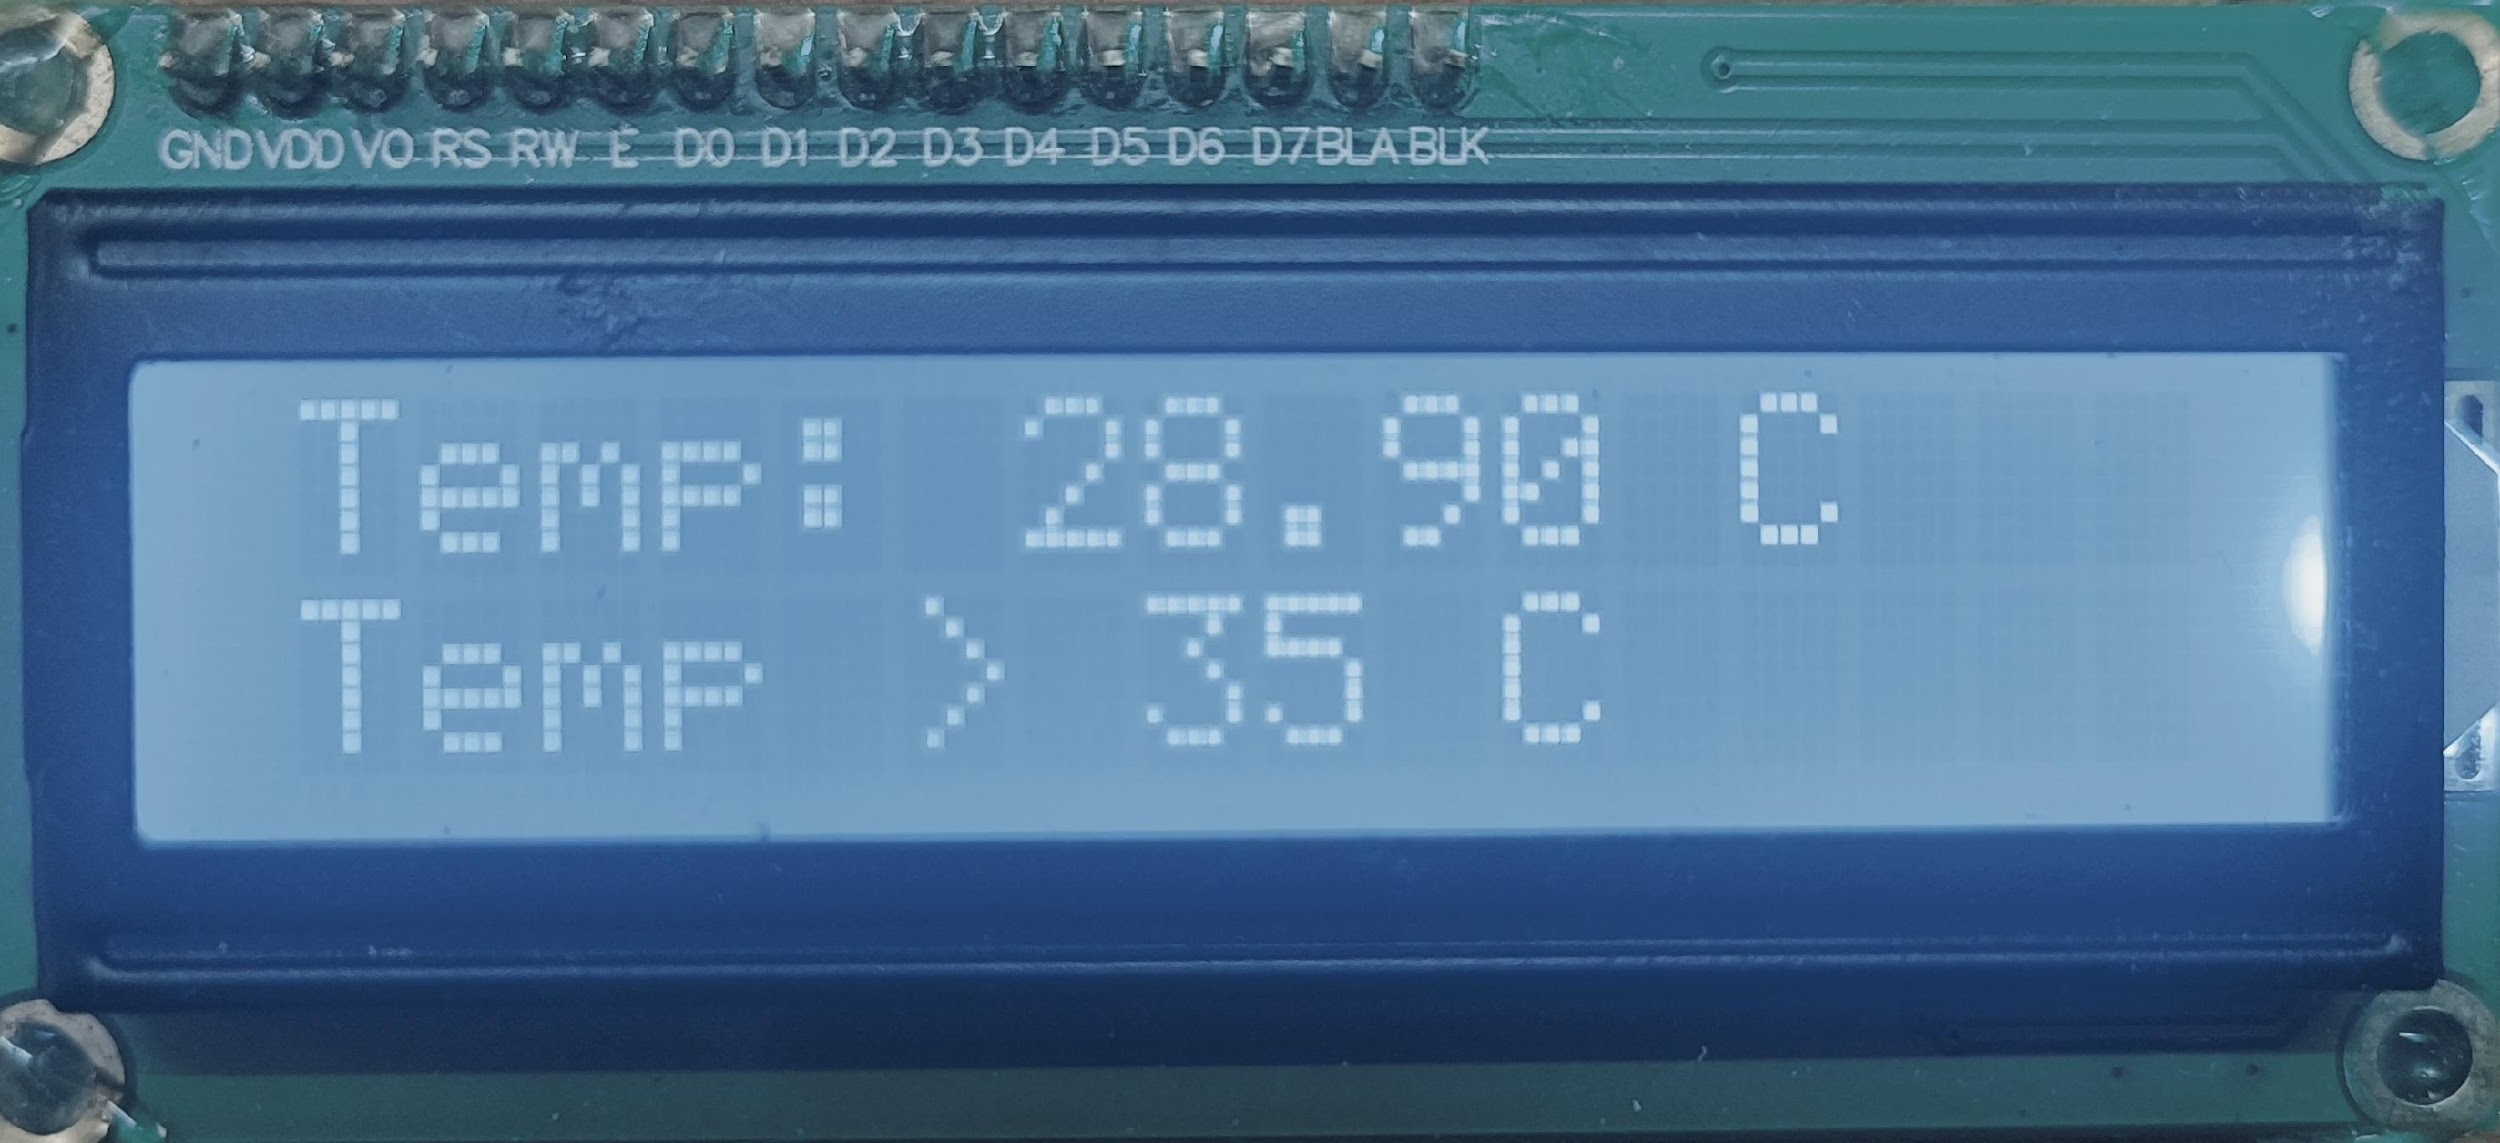 GND VDD VO RS RW E D0 D1 D2 D3 D4 D5 D6 D7 BLA BLK
Temp: 28.90 C
Temp > 35 C